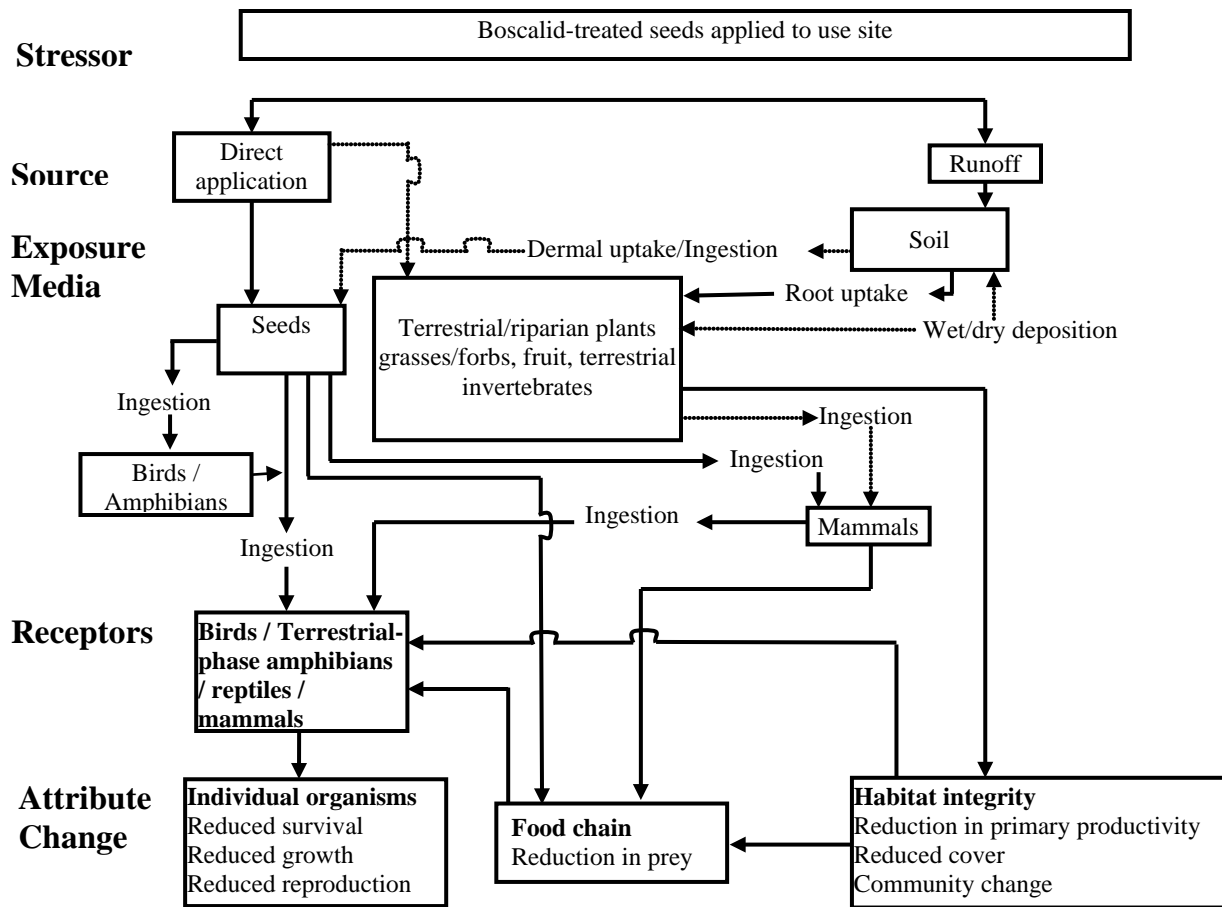 Stressor
Boscalid-treated seeds applied to use site
Source
Direct
application
Runoff
Exposure
Media
Soil
Dermal uptake/Ingestion
Root uptake
Wet/dry deposition
Seeds
Terrestrial/riparian plants
grasses/forbs, fruit, terrestrial
invertebrates
Ingestion
Ingestion
Ingestion
Birds /
Amphibians
Mammals
Ingestion
Ingestion
Receptors
Birds / Terrestrial-
phase amphibians
/ reptiles /
mammals
Attribute
Change
Individual organisms
Reduced survival
Reduced growth
Reduced reproduction
Food chain
Reduction in prey
Habitat integrity
Reduction in primary productivity
Reduced cover
Community change